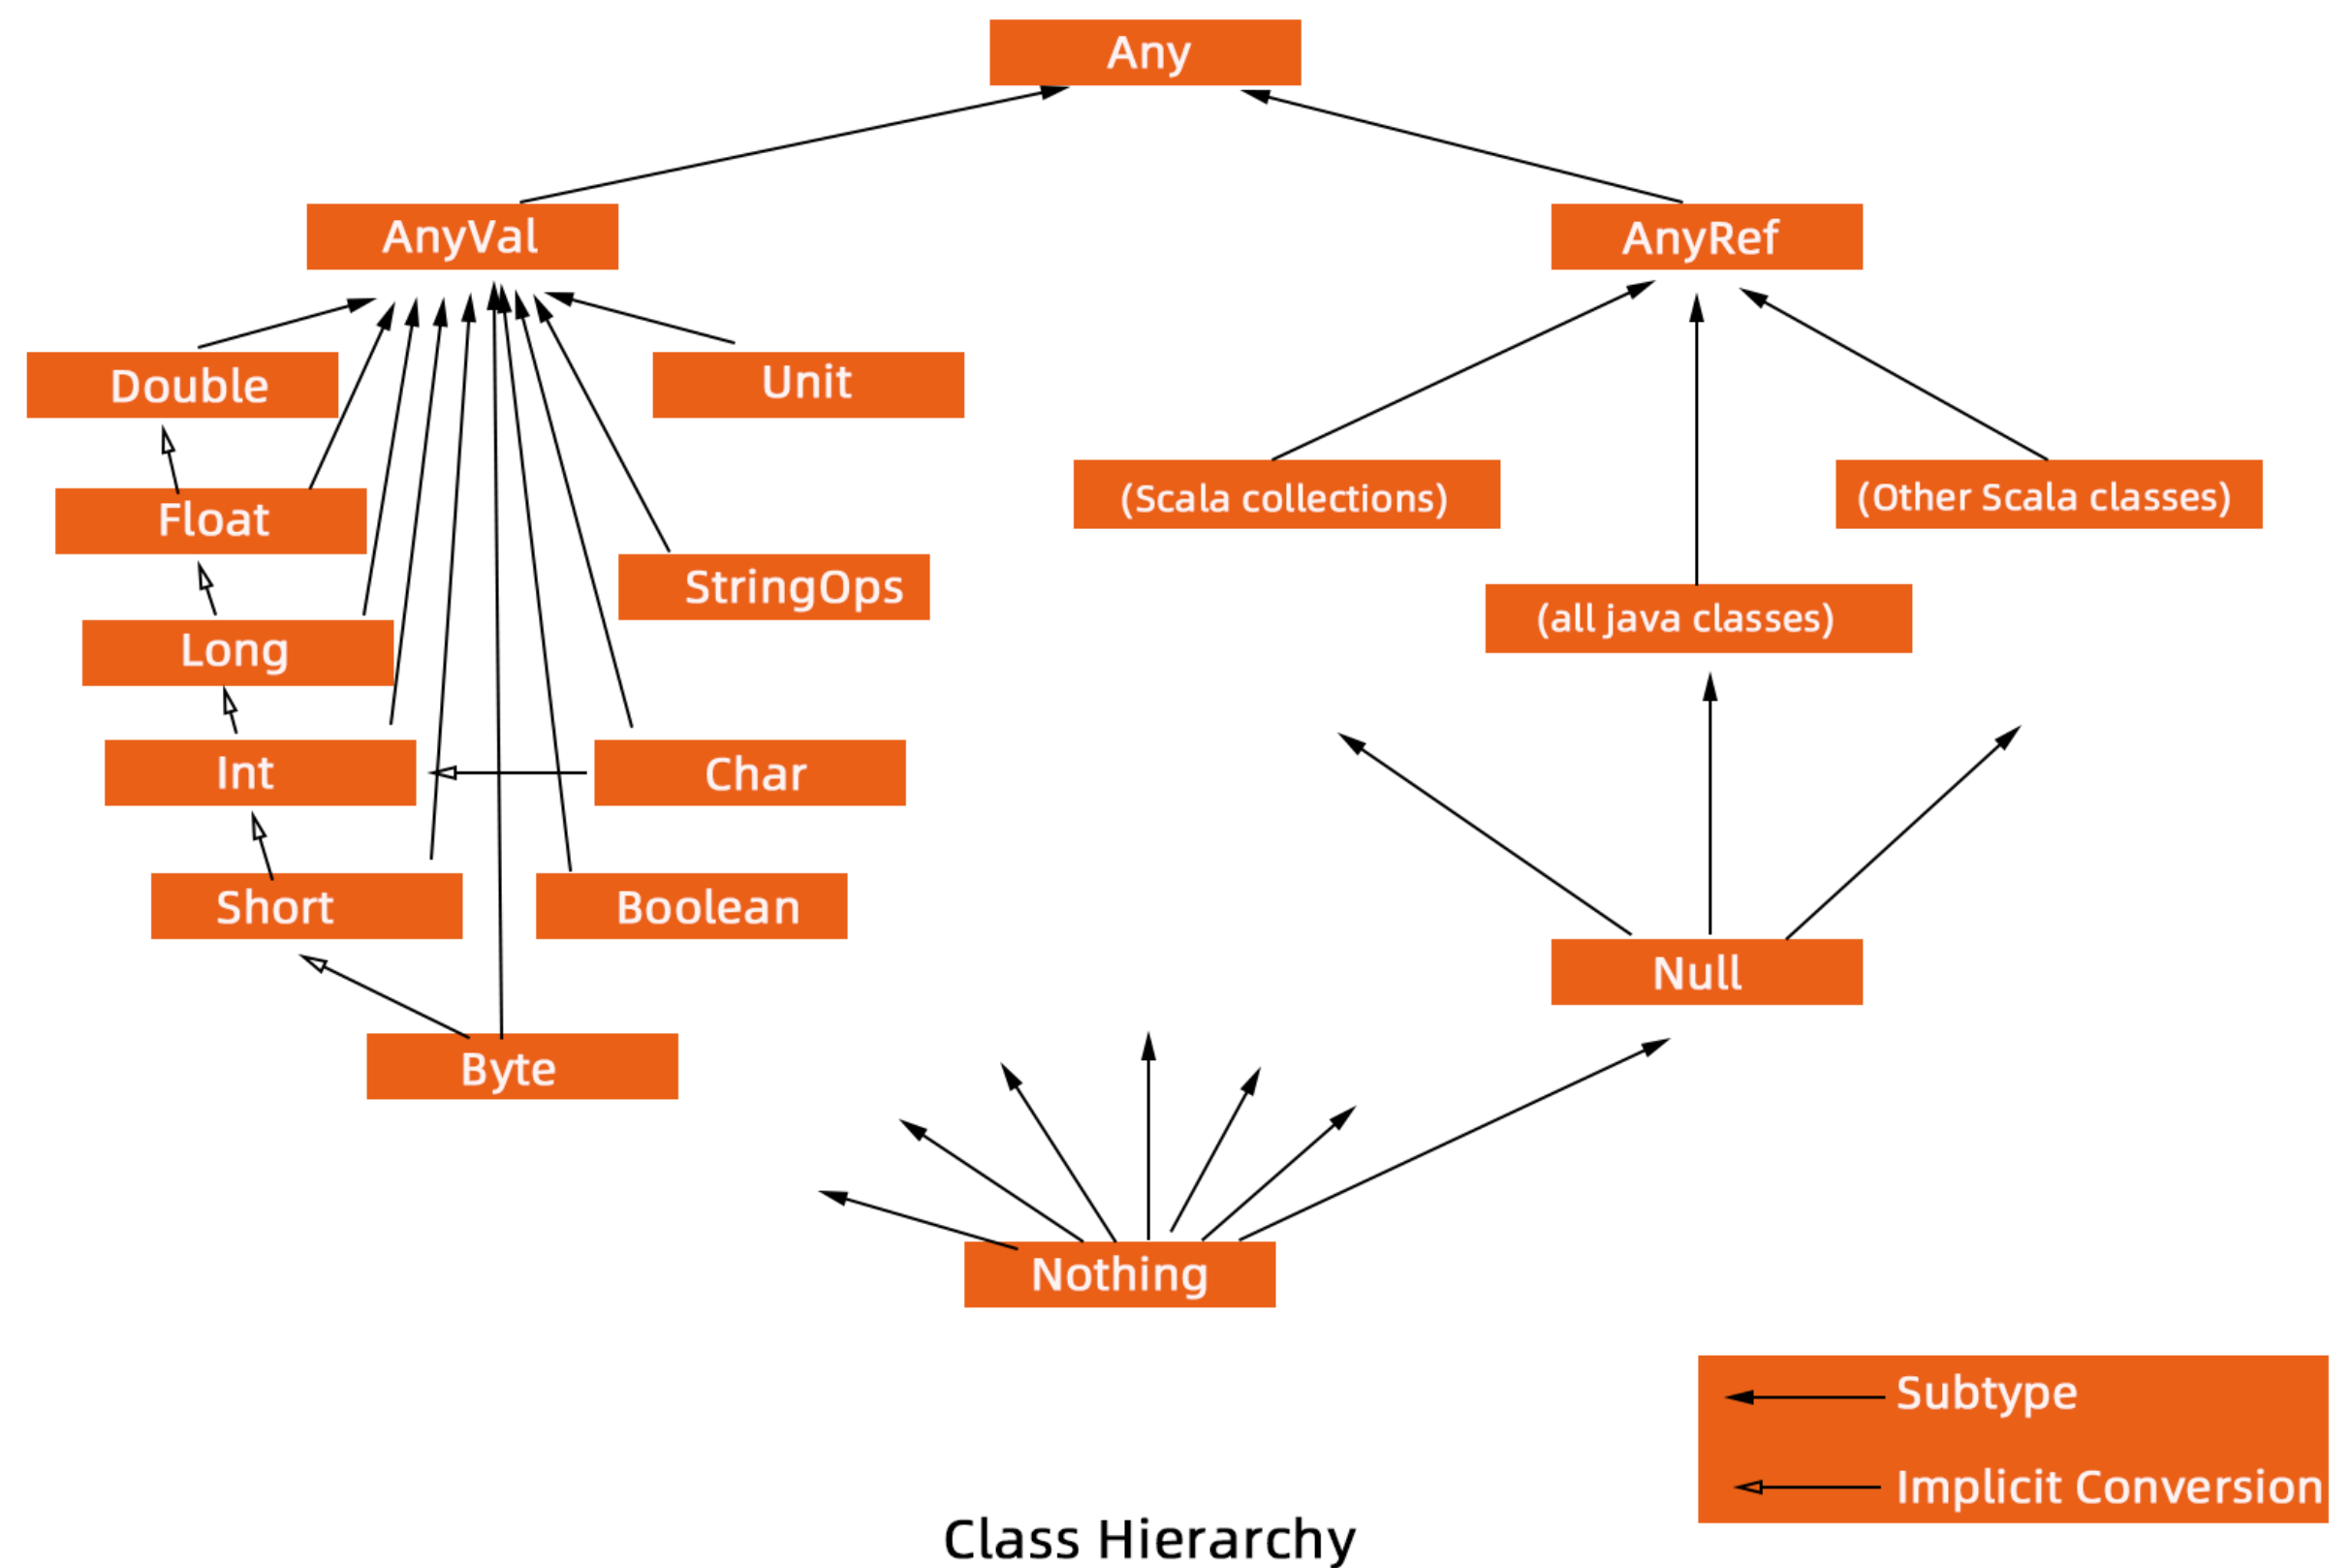 Any
AnyVal
AnyRef
Double
Unit
(Scala collections)
(Other Scala classes)
Float
StringOps
(all java classes)
Long
Int
Char
Short
Boolean
Null
Byte
Nothing
Subtype
Implicit Conversion
Class Hierarchy